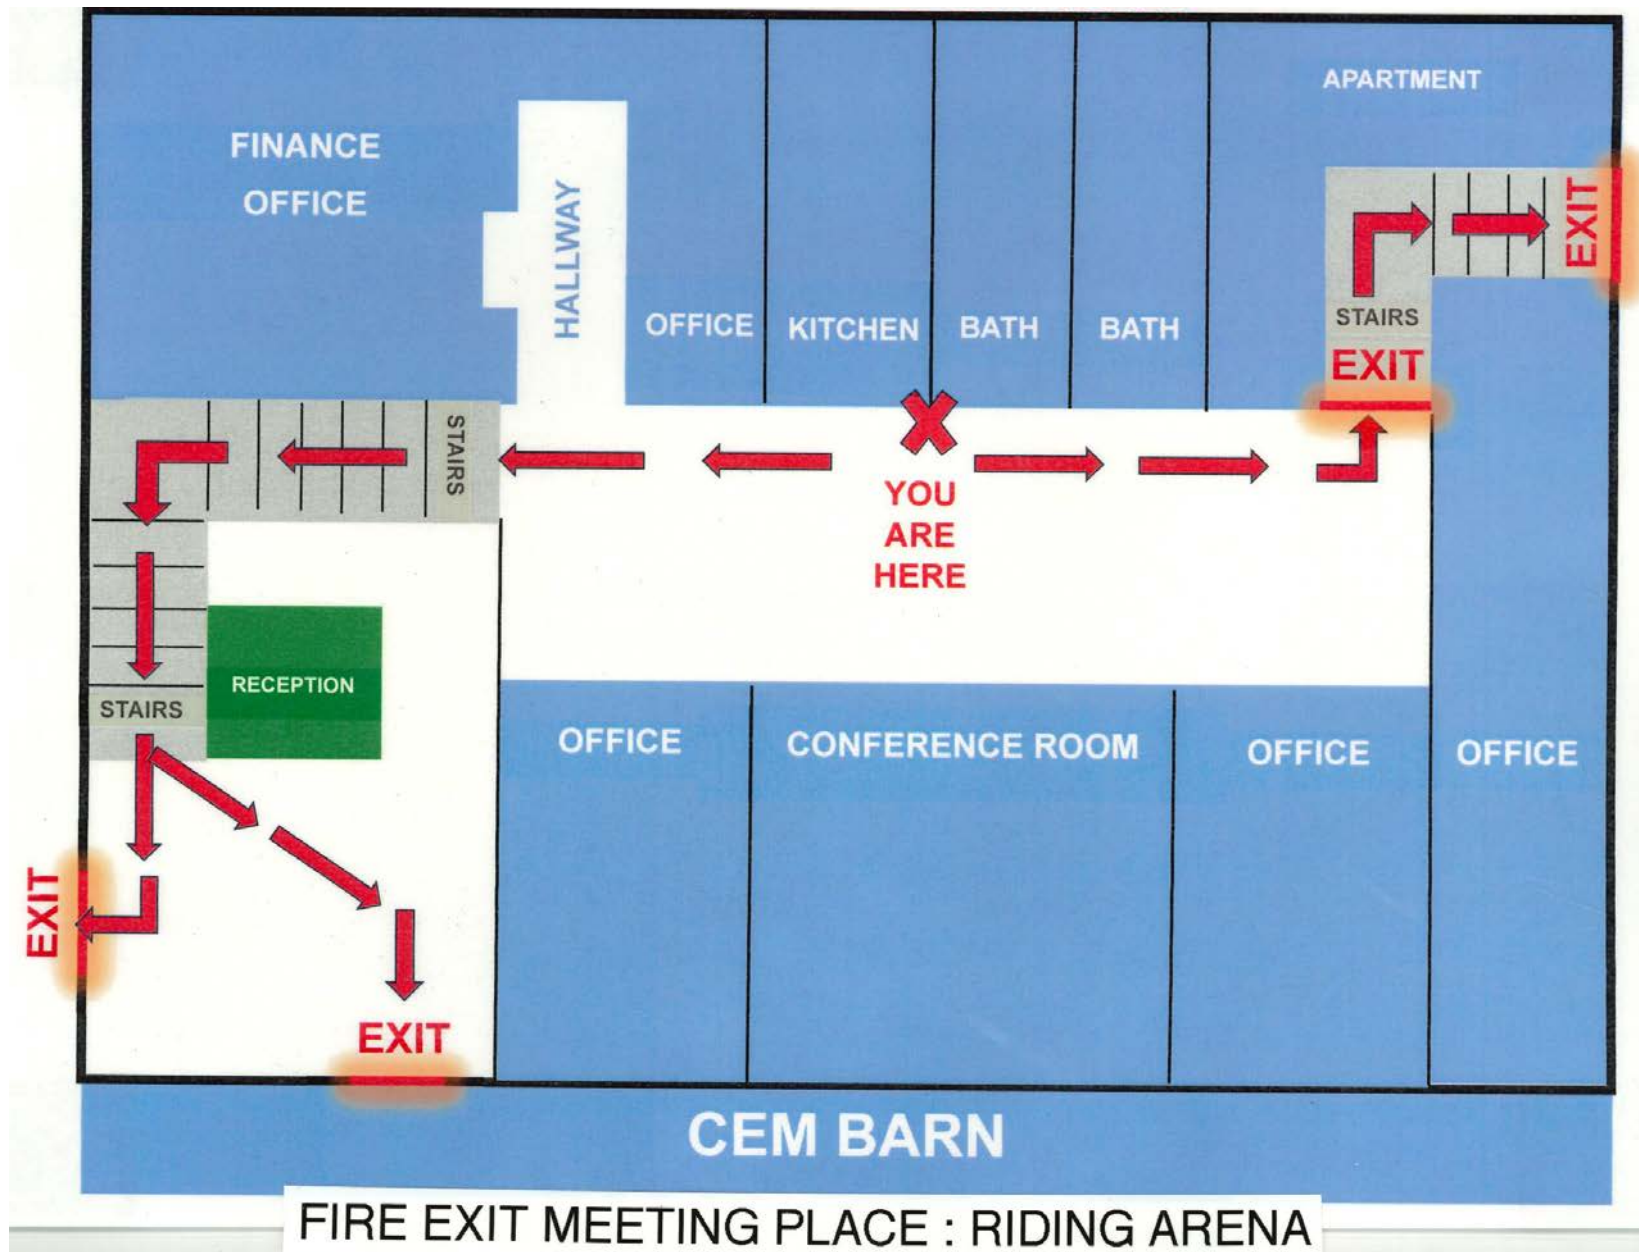 APARTMENT
FINANCE
OFFICE
HALLWAY
EXIT
OFFICE
KITCHEN
BATH
BATH
STAIRS
EXIT
STAIRS
YOU
ARE
HERE
RECEPTION
STAIRS
OFFICE
CONFERENCE ROOM
OFFICE
OFFICE
EXIT
EXIT
CEM BARN
FIRE EXIT MEETING PLACE : RIDING ARENA